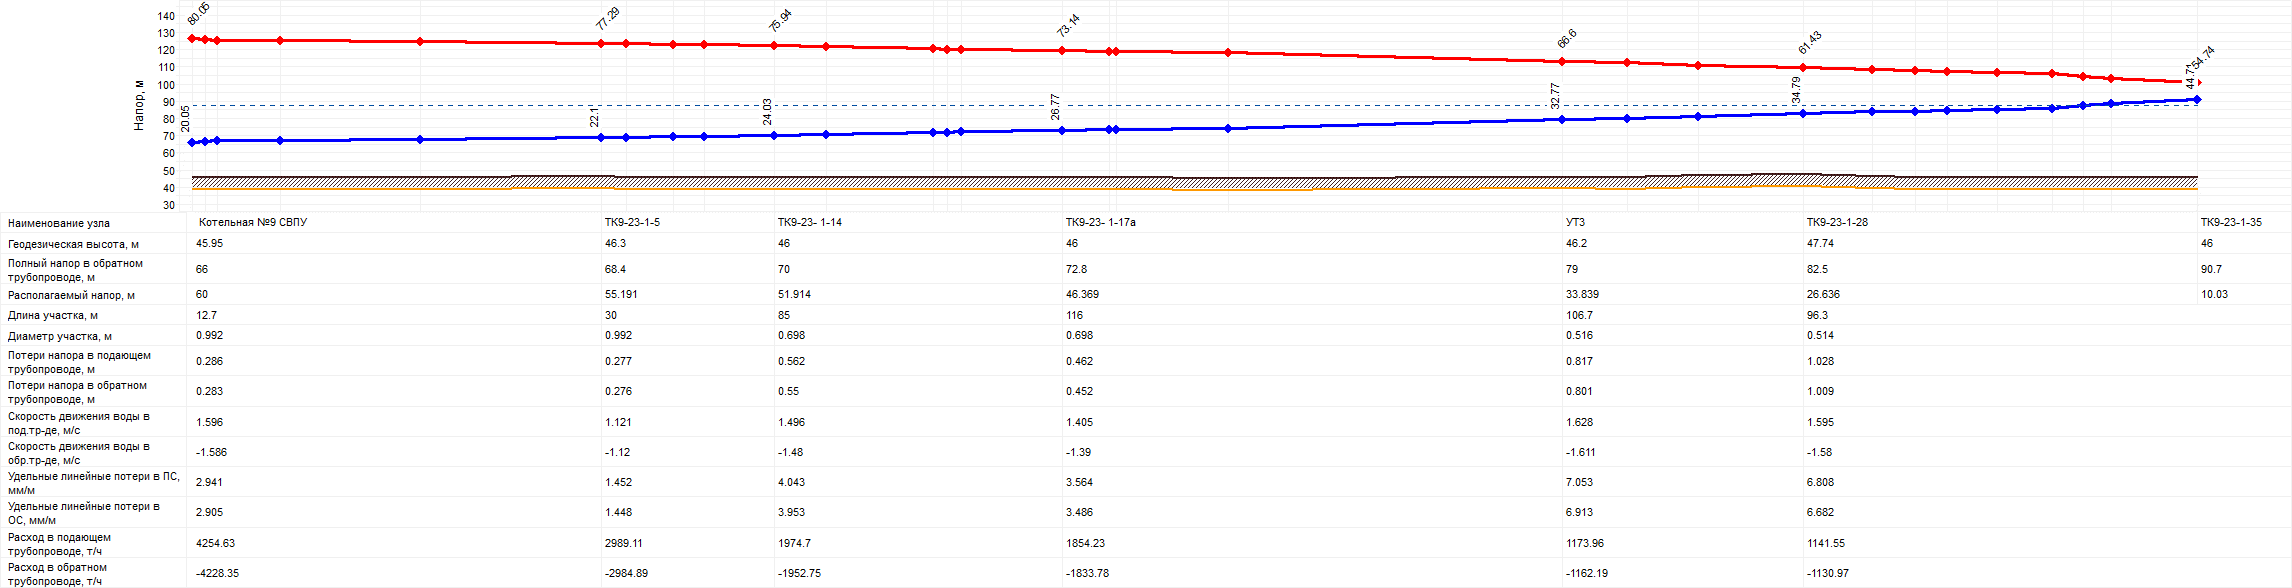 80.05 77.29 75.94 73.14 66.6 61.43 54.74
140
130
120
110
100
90
80
70
60
50
40
30
Напор, м
20.05 22.1 24.03 26.77 32.77 34.79
Наименование узла Котельная №9 СВПУ ТК9-23-1-5 ТК9-23- 1-14 ТК9-23- 1-17а УТ3 ТК9-23-1-28 ТК9-23-1-35
Геодезическая высота, м 45.95 46.3 46 46 46.2 47.74 46
Полный напор в обратном
трубопроводе, м 66 68.4 70 72.8 79 82.5 90.7
Располагаемый напор, м 60 55.191 51.914 46.369 33.839 26.636 10.03
Длина участка, м 12.7 30 85 116 106.7 96.3
Диаметр участка, м 0.992 0.992 0.698 0.698 0.516 0.514
Потери напора в подающем
трубопроводе, м 0.286 0.277 0.562 0.462 0.817 1.028
Потери напора в обратном
трубопроводе, м 0.283 0.276 0.55 0.452 0.801 1.009
Скорость движения воды в
под.тр-де, м/с 1.596 1.121 1.496 1.405 1.628 1.595
Скорость движения воды в
обр.тр-де, м/с -1.586 -1.12 -1.48 -1.39 -1.611 -1.58
Удельные линейные потери в ПС,
мм/м 2.941 1.452 4.043 3.564 7.053 6.808
Удельные линейные потери в
ОС, мм/м 2.905 1.448 3.953 3.486 6.913 6.682
Расход в подающем
трубопроводе, т/ч 4254.63 2989.11 1974.7 1854.23 1173.96 1141.55
Расход в обратном
трубопроводе, т/ч -4228.35 -2984.89 -1952.75 -1833.78 -1162.19 -1130.97